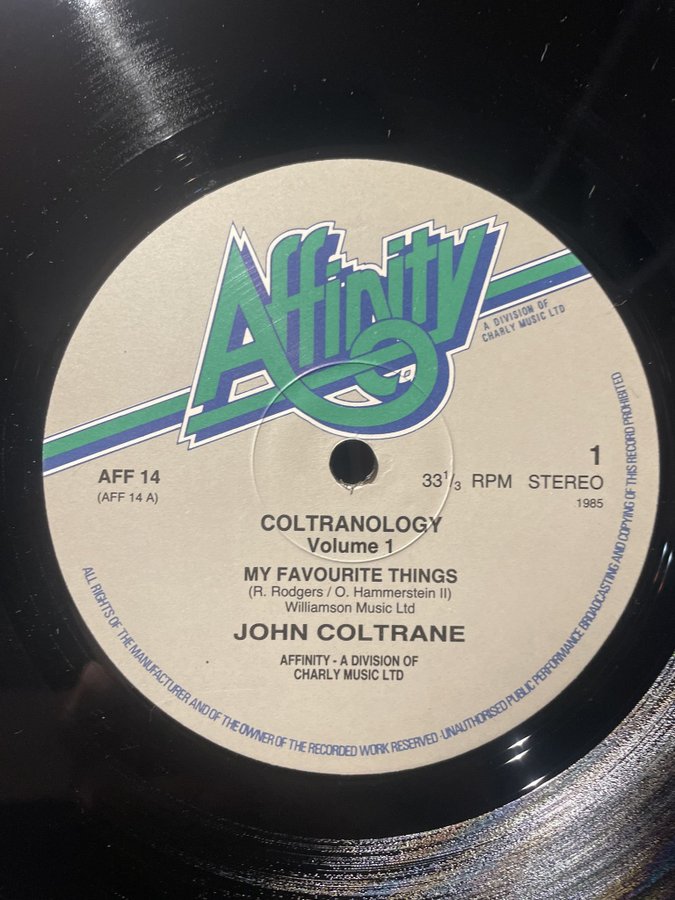 Affinity
A DIVISION OF
CHARLY MUSIC LTD
AFF 14
(AFF 14 A)
1
33 1/3 RPM STEREO
1985
COLTRANOLOGY
Volume 1
MY FAVOURITE THINGS
(R. Rodgers / O. Hammerstein II)
Williamson Music Ltd
JOHN COLTRANE
AFFINITY - A DIVISION OF
CHARLY MUSIC LTD
ALL RIGHTS OF THE MANUFACTURER AND OF THE OWNER OF THE RECORDED WORK RESERVED - UNAUTHORISED PUBLIC PERFORMANCE BROADCASTING AND COPYING OF THIS RECORD PROHIBITED